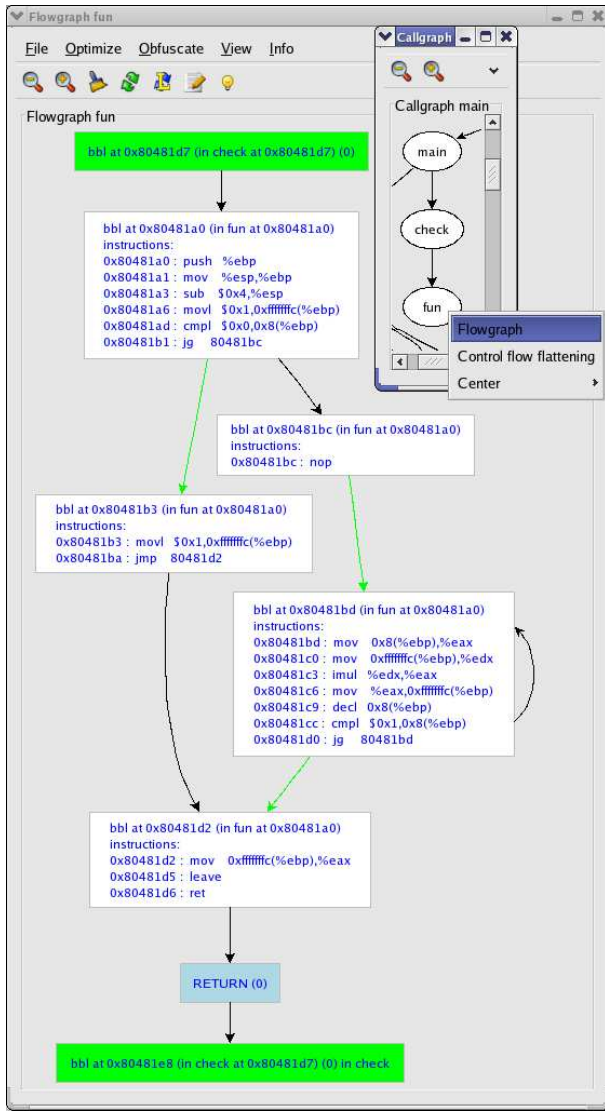 Flowgraph fun
File Optimize Obfuscate View Info
Flowgraph fun
bbl at 0x80481d7 (in check at 0x80481d7) (0)
bbl at 0x80481a0 (in fun at 0x80481a0)
instructions:
0x80481a0 : push %ebp
0x80481a1 : mov %esp,%ebp
0x80481a3 : sub $0x4,%esp
0x80481a6 : movl $0x1,0xfffffffc(%ebp)
0x80481ad : cmpl $0x0,0x8(%ebp)
0x80481b1 : jg 80481bc
bbl at 0x80481bc (in fun at 0x80481a0)
instructions:
0x80481bc : nop
bbl at 0x80481b3 (in fun at 0x80481a0)
instructions:
0x80481b3 : movl $0x1,0xfffffffc(%ebp)
0x80481ba : jmp 80481d2
bbl at 0x80481bd (in fun at 0x80481a0)
instructions:
0x80481bd : mov 0x8(%ebp),%eax
0x80481c0 : mov 0xfffffffc(%ebp),%edx
0x80481c3 : imul %edx,%eax
0x80481c6 : mov %eax,0xfffffffc(%ebp)
0x80481c9 : decl 0x8(%ebp)
0x80481cc : cmpl $0x1,0x8(%ebp)
0x80481d0 : jg 80481bd
bbl at 0x80481d2 (in fun at 0x80481a0)
instructions:
0x80481d2 : mov 0xfffffffc(%ebp),%eax
0x80481d5 : leave
0x80481d6 : ret
RETURN (0)
bbl at 0x80481e8 (in check at 0x80481d7) (0) in check
Callgraph
Callgraph main
main
check
fun
Flowgraph
Control flow flattening
Center